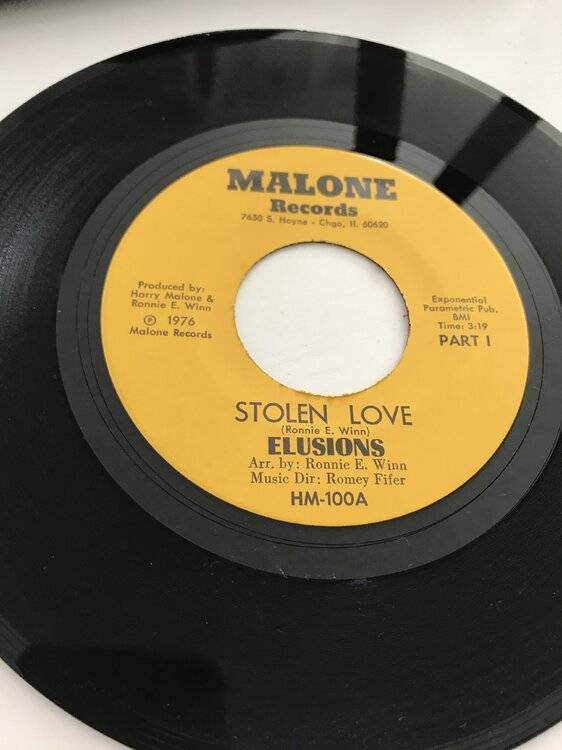 MALONE
Records
7650 S. Hoyne - Chgo, Il. 60620
Produced by:
Harry Malone &
Ronnie E. Winn
℗ 1976
Malone Records
Exponential
Parametric Pub.
BMI
Time: 3:19
PART I
STOLEN LOVE
(Ronnie E. Winn)
ELUSIONS
Arr. by: Ronnie E. Winn
Music Dir: Romey Fifer
HM-100A